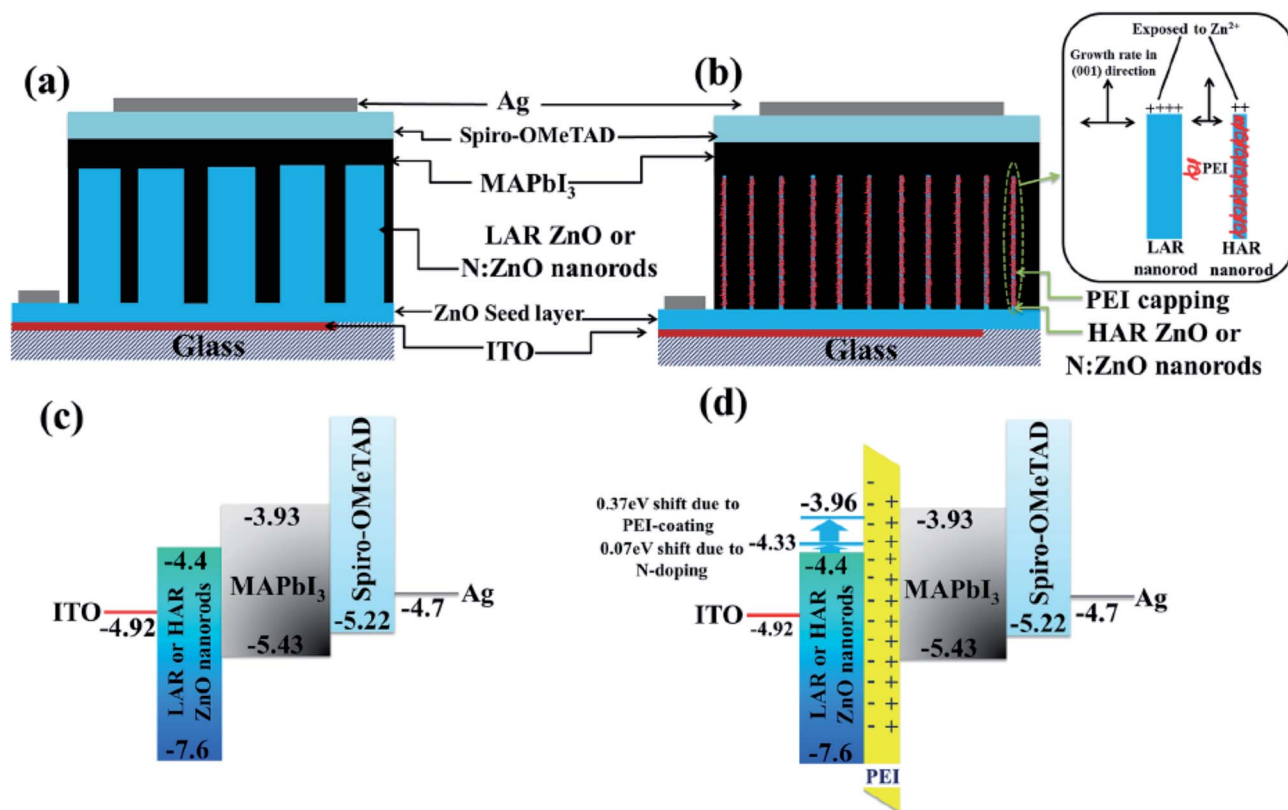 (a)
Ag
Spiro-OMeTAD
MAPbI₃
LAR ZnO or
N:ZnO nanorods
ZnO Seed layer
ITO
Glass
(b)
Glass
Exposed to Zn²⁺
Growth rate in
(001) direction
++++
++
PEI
LAR
nanorod
HAR
nanorod
PEI capping
HAR ZnO or
N:ZnO nanorods
(c)
ITO
-4.92
-4.4
LAR or HAR
ZnO nanorods
-7.6
-3.93
MAPbI₃
-5.43
Spiro-OMeTAD
-5.22
-4.7
Ag
(d)
0.37eV shift due to
PEI-coating
0.07eV shift due to
N-doping
-3.96
-4.33
-4.4
ITO
-4.92
LAR or HAR
ZnO nanorods
-7.6
- - - - - - - - - - - -
+ + + + + + + + + + + +
PEI
-3.93
MAPbI₃
-5.43
Spiro-OMeTAD
-5.22
-4.7
Ag